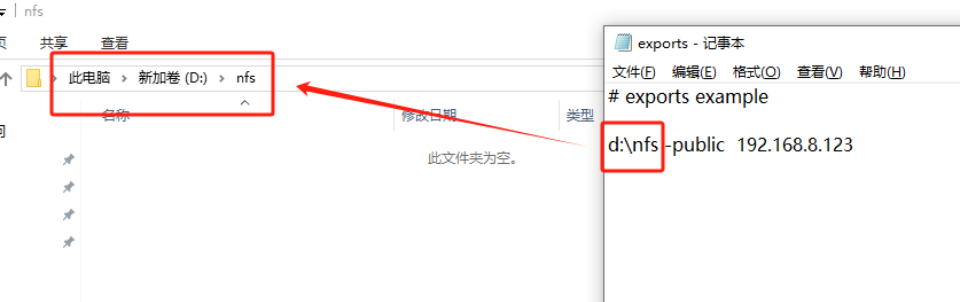 nfs
共享 查看
此电脑 › 新加卷 (D:) › nfs
名称 修改日期 类型
此文件夹为空。
exports - 记事本
文件(F) 编辑(E) 格式(O) 查看(V) 帮助(H)
# exports example
d:\nfs -public 192.168.8.123